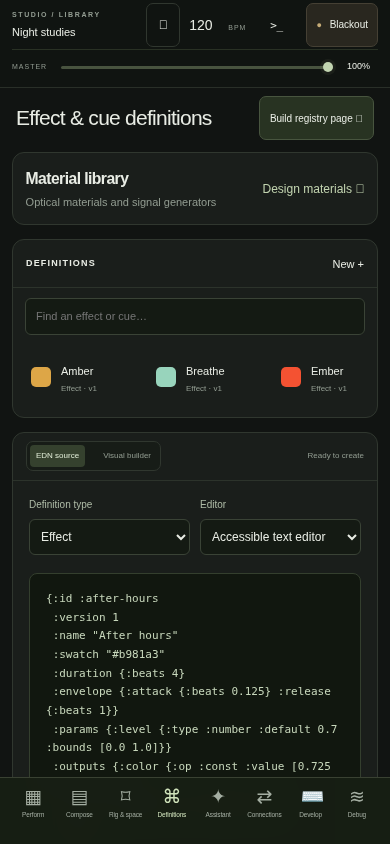 STUDIO / LIBRARY
Night studies
120 BPM >_ Blackout
MASTER 100%
Effect & cue definitions
Build registry page
Material library
Optical materials and signal generators
Design materials
DEFINITIONS
New +
Find an effect or cue…
Amber
Effect · v1
Breathe
Effect · v1
Ember
Effect · v1
EDN source
Visual builder
Ready to create
Definition type
Editor
Effect
Accessible text editor
{:id :after-hours
:version 1
:name "After hours"
:swatch "#b981a3"
:duration {:beats 4}
:envelope {:attack {:beats 0.125} :release
{:beats 1}}
:params {:level {:type :number :default 0.7
:bounds [0.0 1.0]}}
:outputs {:color {:op :const :value [0.725
Perform
Compose
Rig & space
Definitions
Assistant
Connections
Develop
Debug